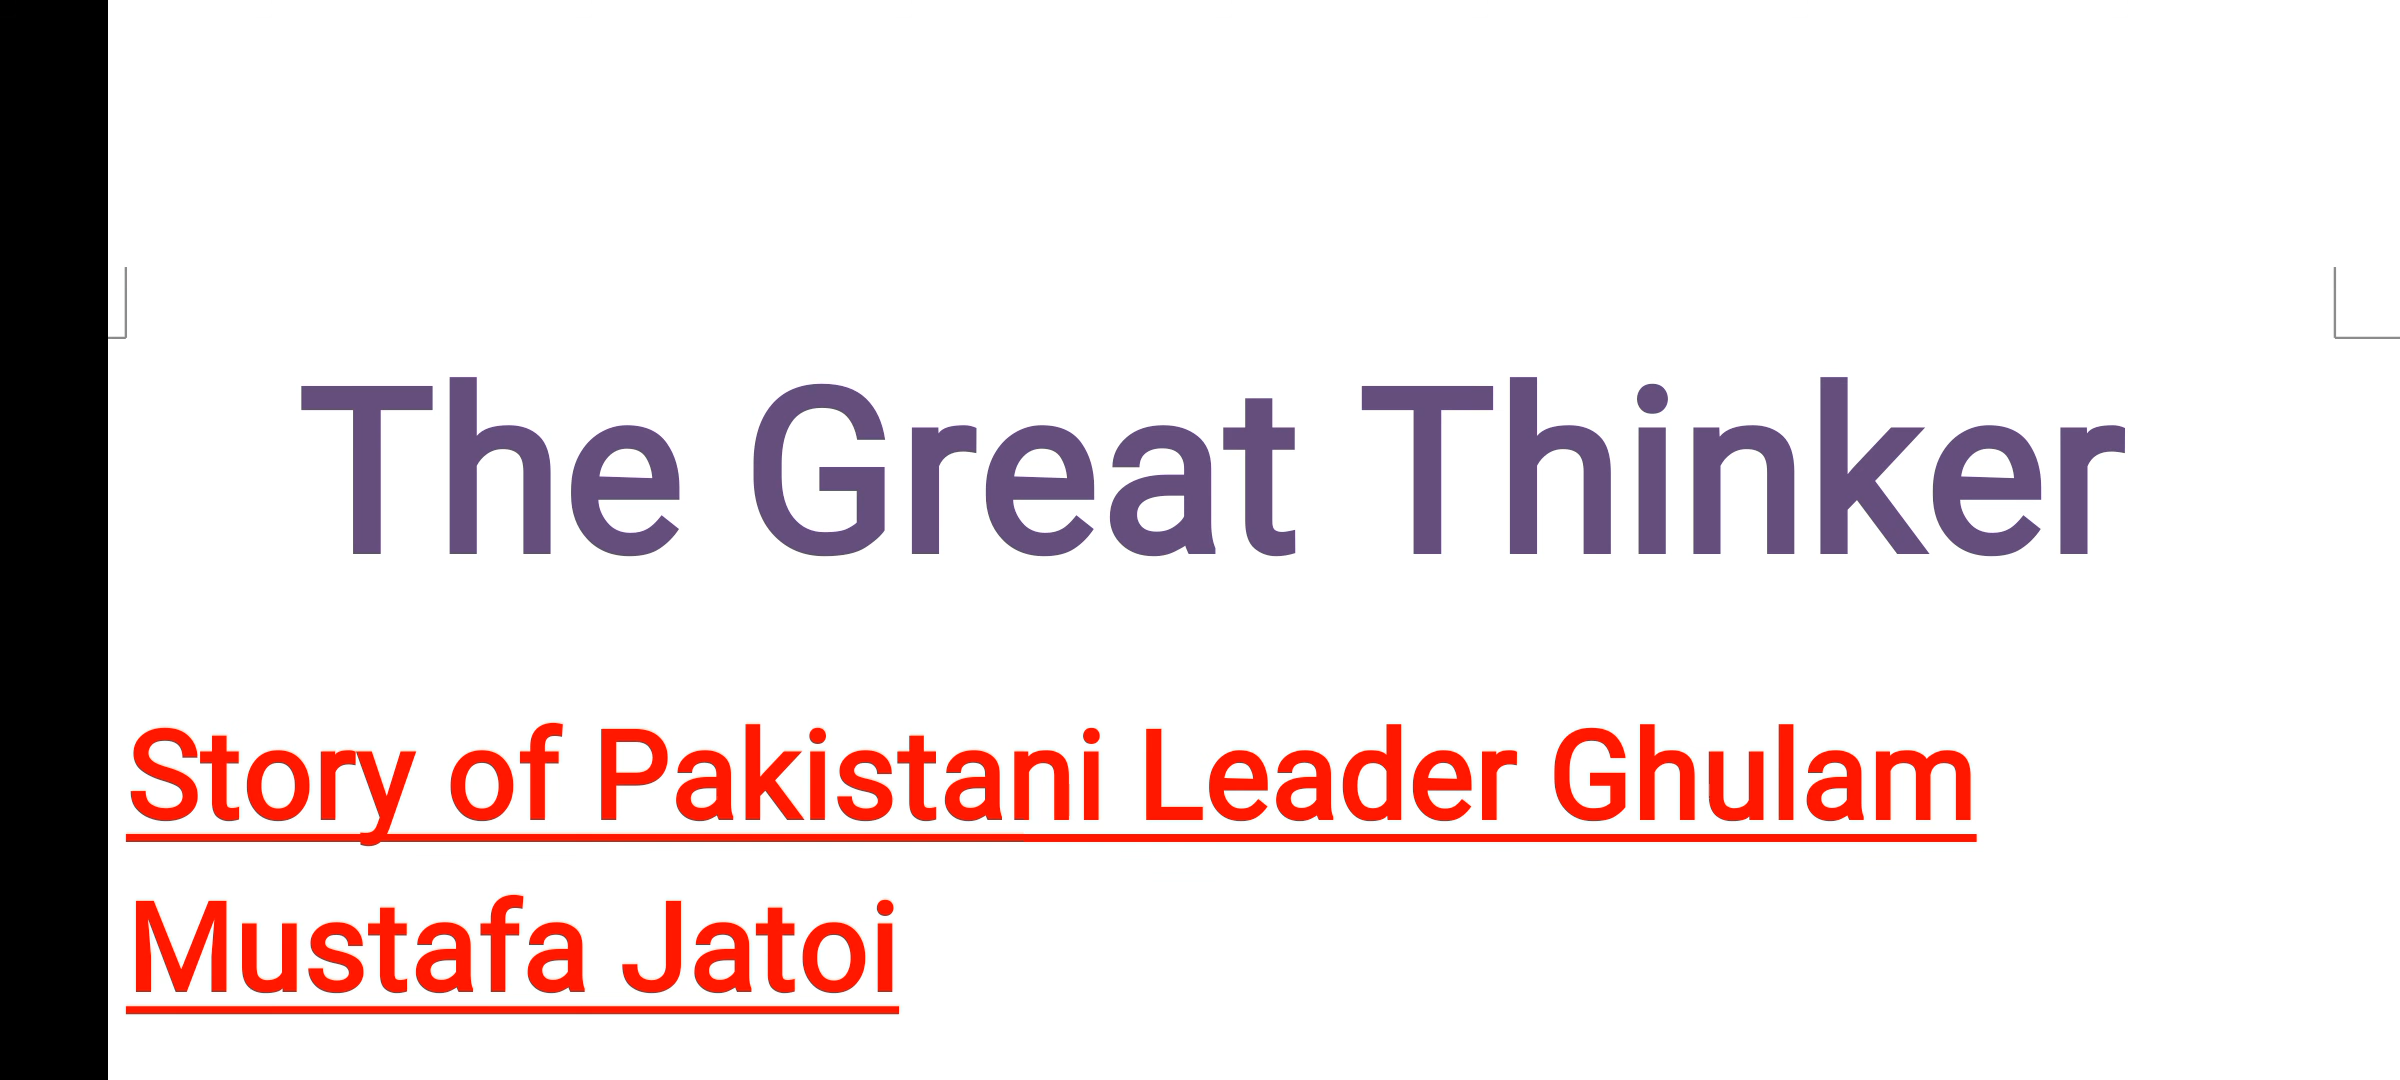 The Great Thinker
Story of Pakistani Leader Ghulam
Mustafa Jatoi